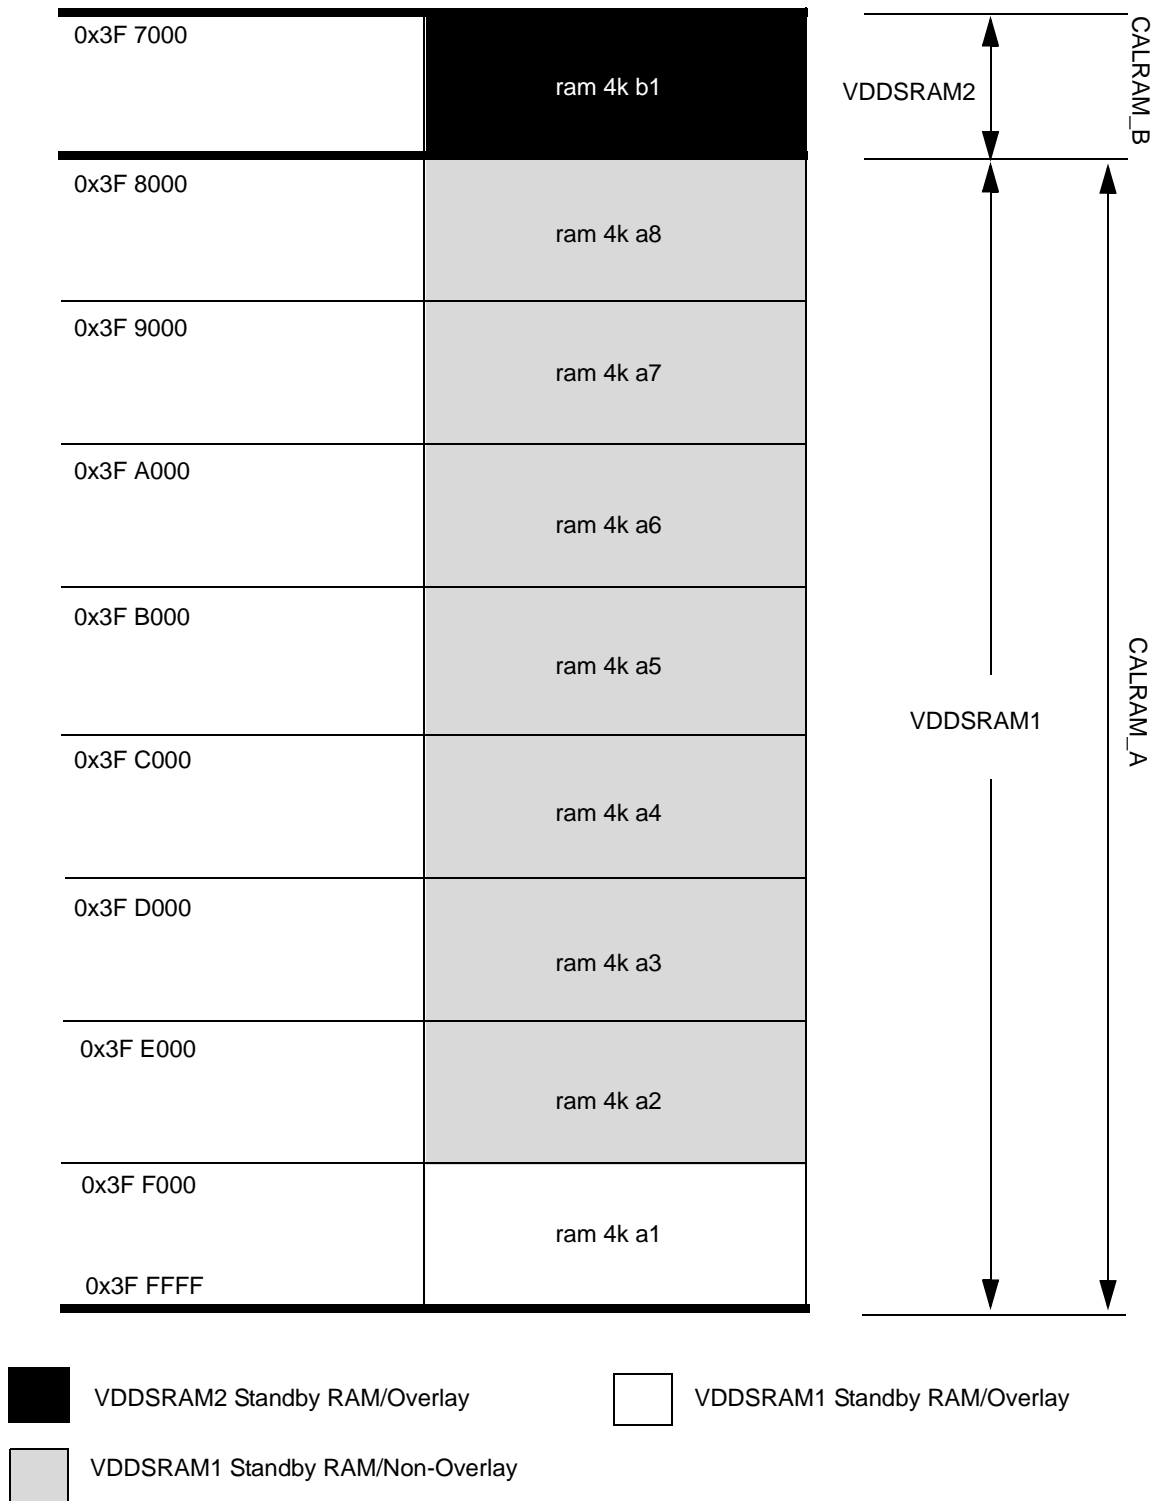 0x3F 7000
ram 4k b1
VDDSRAM2
CALRAM_B
0x3F 8000
ram 4k a8
0x3F 9000
ram 4k a7
0x3F A000
ram 4k a6
0x3F B000
ram 4k a5
VDDSRAM1
CALRAM_A
0x3F C000
ram 4k a4
0x3F D000
ram 4k a3
0x3F E000
ram 4k a2
0x3F F000
ram 4k a1
0x3F FFFF
VDDSRAM2 Standby RAM/Overlay
VDDSRAM1 Standby RAM/Overlay
VDDSRAM1 Standby RAM/Non-Overlay